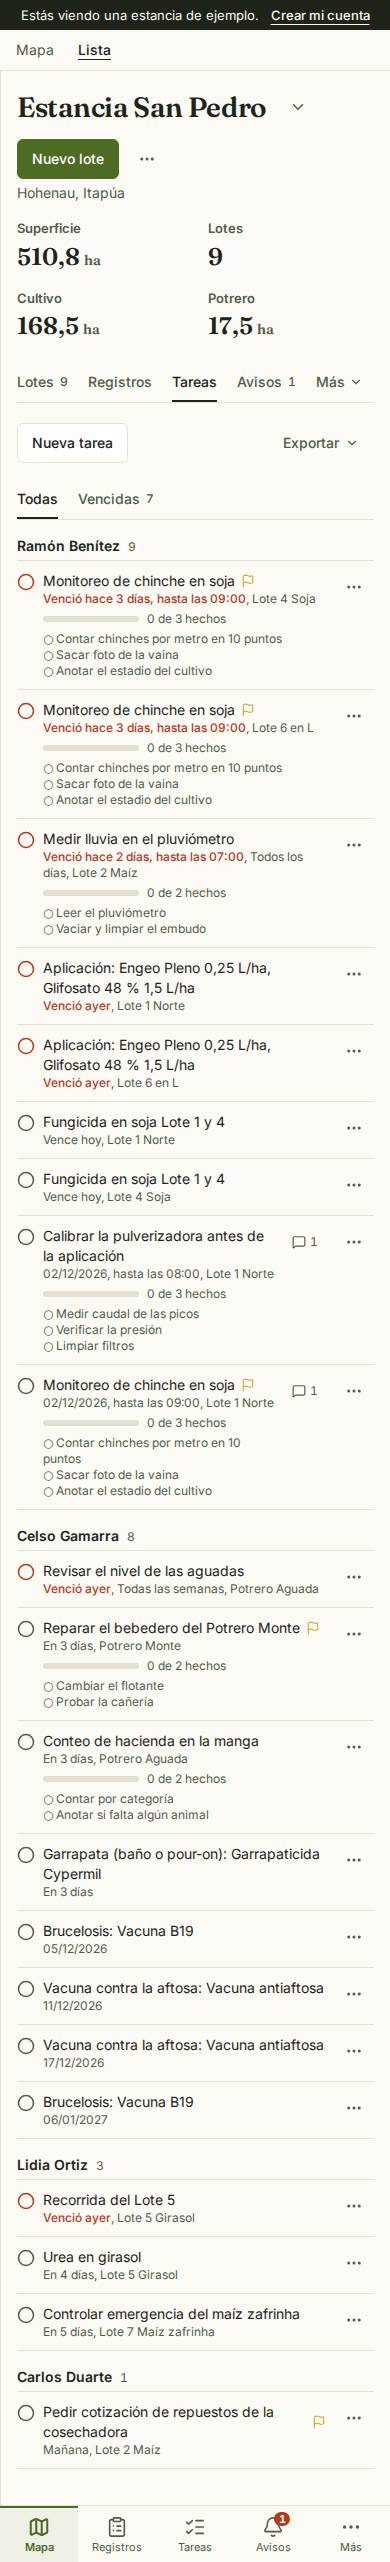 Estás viendo una estancia de ejemplo. Crear mi cuenta
Mapa Lista
Estancia San Pedro
Nuevo lote
Hohenau, Itapúa
Superficie Lotes
510,8 ha 9
Cultivo Potrero
168,5 ha 17,5 ha
Lotes 9 Registros Tareas Avisos 1 Más
Nueva tarea Exportar
Todas Vencidas 7
Ramón Benítez 9
Monitoreo de chinche en soja
Venció hace 3 días, hasta las 09:00, Lote 4 Soja
0 de 3 hechos
Contar chinches por metro en 10 puntos
Sacar foto de la vaina
Anotar el estadio del cultivo
Monitoreo de chinche en soja
Venció hace 3 días, hasta las 09:00, Lote 6 en L
0 de 3 hechos
Contar chinches por metro en 10 puntos
Sacar foto de la vaina
Anotar el estadio del cultivo
Medir lluvia en el pluviómetro
Venció hace 2 días, hasta las 07:00, Todos los
días, Lote 2 Maíz
0 de 2 hechos
Leer el pluviómetro
Vaciar y limpiar el embudo
Aplicación: Engeo Pleno 0,25 L/ha,
Glifosato 48 % 1,5 L/ha
Venció ayer, Lote 1 Norte
Aplicación: Engeo Pleno 0,25 L/ha,
Glifosato 48 % 1,5 L/ha
Venció ayer, Lote 6 en L
Fungicida en soja Lote 1 y 4
Vence hoy, Lote 1 Norte
Fungicida en soja Lote 1 y 4
Vence hoy, Lote 4 Soja
Calibrar la pulverizadora antes de
la aplicación
1
02/12/2026, hasta las 08:00, Lote 1 Norte
0 de 3 hechos
Medir caudal de los picos
Verificar la presión
Limpiar filtros
Monitoreo de chinche en soja 1
02/12/2026, hasta las 09:00, Lote 1 Norte
0 de 3 hechos
Contar chinches por metro en 10
puntos
Sacar foto de la vaina
Anotar el estadio del cultivo
Celso Gamarra 8
Revisar el nivel de las aguadas
Venció ayer, Todas las semanas, Potrero Aguada
Reparar el bebedero del Potrero Monte
En 3 días, Potrero Monte
0 de 2 hechos
Cambiar el flotante
Probar la cañería
Conteo de hacienda en la manga
En 3 días, Potrero Aguada
0 de 2 hechos
Contar por categoría
Anotar si falta algún animal
Garrapata (baño o pour-on): Garrapaticida
Cypermil
En 3 días
Brucelosis: Vacuna B19
05/12/2026
Vacuna contra la aftosa: Vacuna antiaftosa
11/12/2026
Vacuna contra la aftosa: Vacuna antiaftosa
17/12/2026
Brucelosis: Vacuna B19
06/01/2027
Lidia Ortiz 3
Recorrida del Lote 5
Venció ayer, Lote 5 Girasol
Urea en girasol
En 4 días, Lote 5 Girasol
Controlar emergencia del maíz zafrinha
En 5 días, Lote 7 Maíz zafrinha
Carlos Duarte 1
Pedir cotización de repuestos de la
cosechadora
Mañana, Lote 2 Maíz
1
Mapa Registros Tareas Avisos Más